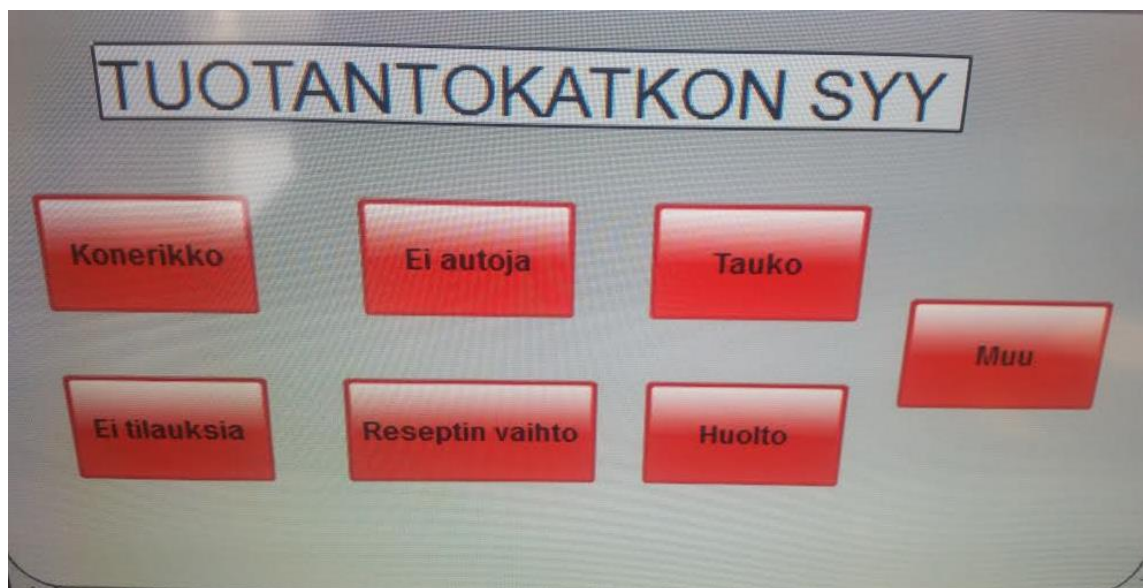 TUOTANTOKATKON SYY
Konerikko
Ei autoja
Tauko
Muu
Ei tilauksia
Reseptin vaihto
Huolto